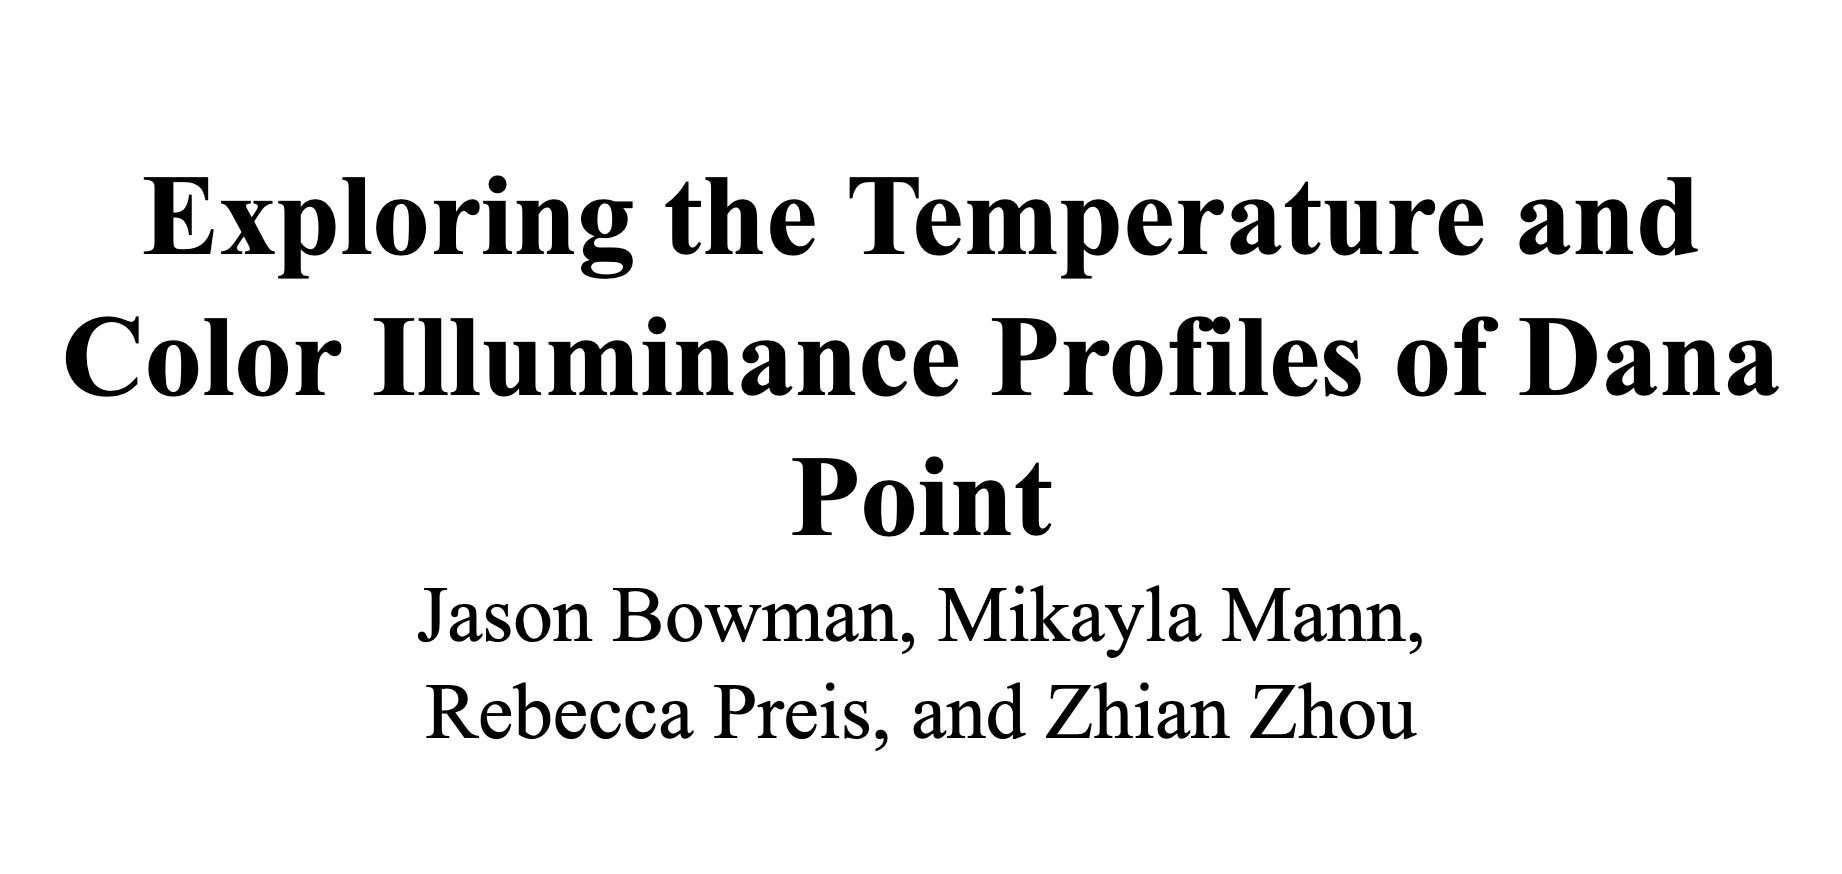 Exploring the Temperature and
Color Illuminance Profiles of Dana
Point
Jason Bowman, Mikayla Mann,
Rebecca Preis, and Zhian Zhou